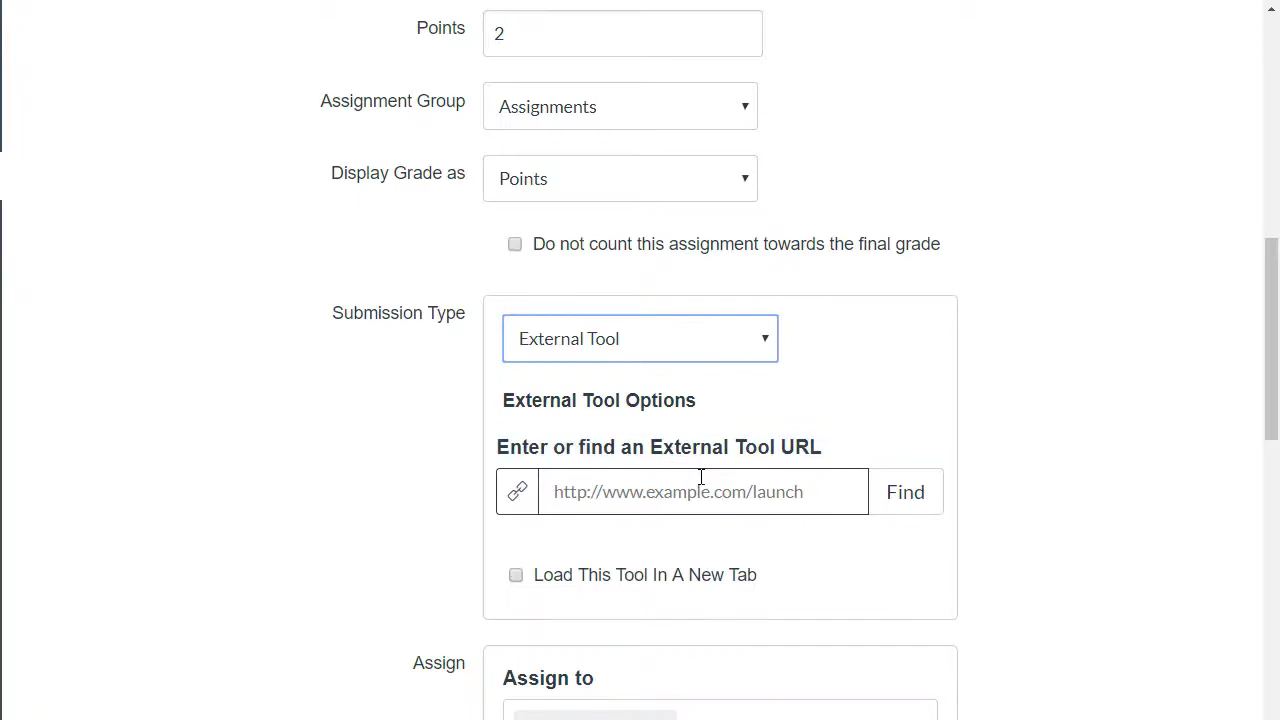 Points
2
Assignment Group
Assignments
Display Grade as
Points
Do not count this assignment towards the final grade
Submission Type
External Tool
External Tool Options
Enter or find an External Tool URL
http://www.example.com/launch
Find
Load This Tool In A New Tab
Assign
Assign to